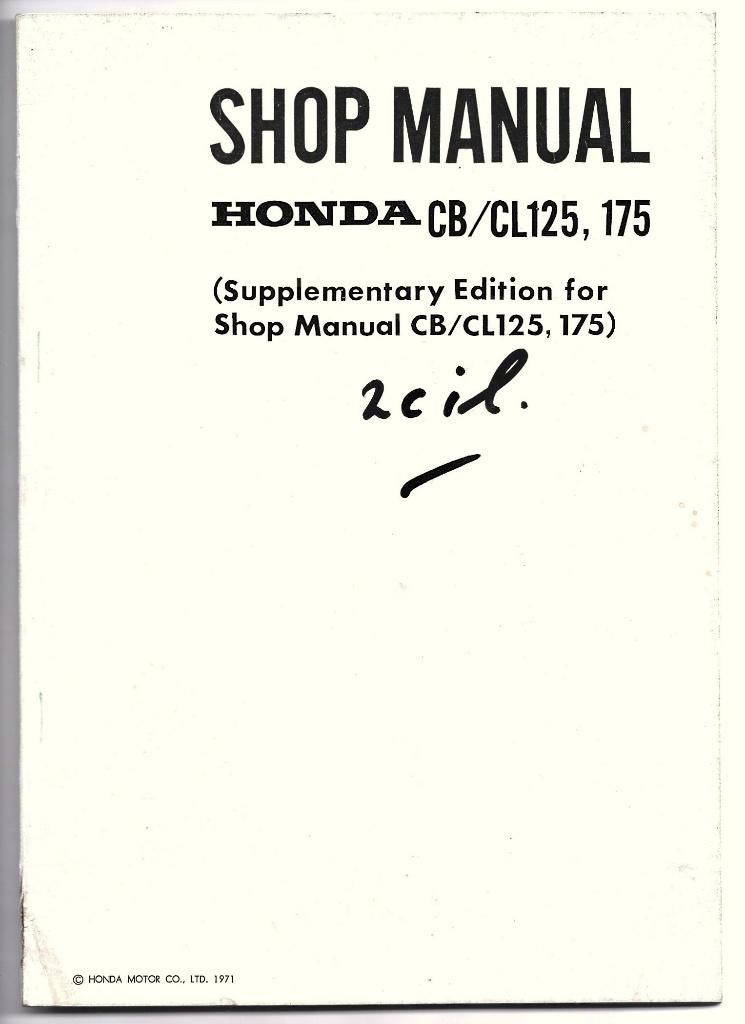 SHOP MANUAL
HONDA CB/CL125, 175
(Supplementary Edition for
Shop Manual CB/CL125, 175)
2cil.
© HONDA MOTOR CO., LTD. 1971